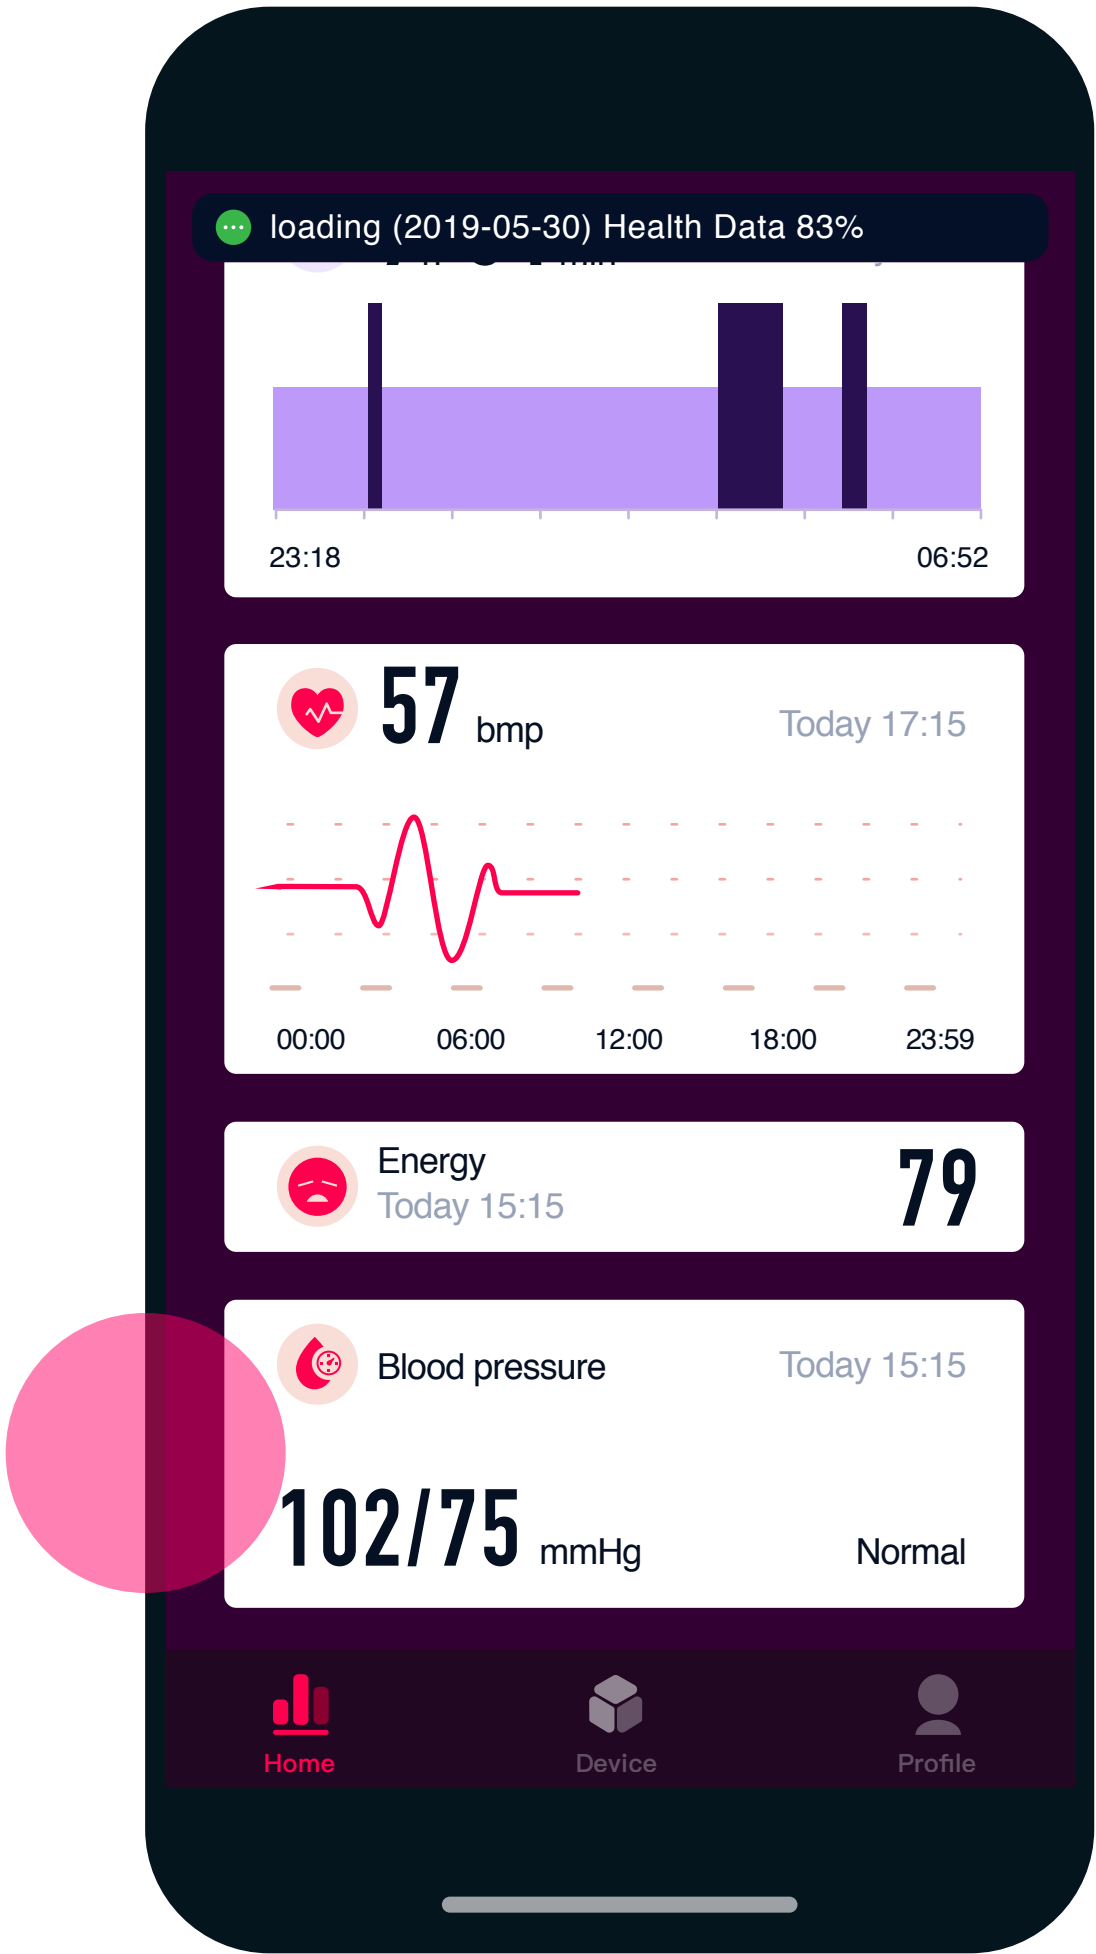 loading (2019-05-30) Health Data 83%
23:18 06:52
57 bmp Today 17:15
00:00 06:00 12:00 18:00 23:59
Energy
Today 15:15
79
Blood pressure Today 15:15
102/75 mmHg Normal
Home Device Profile